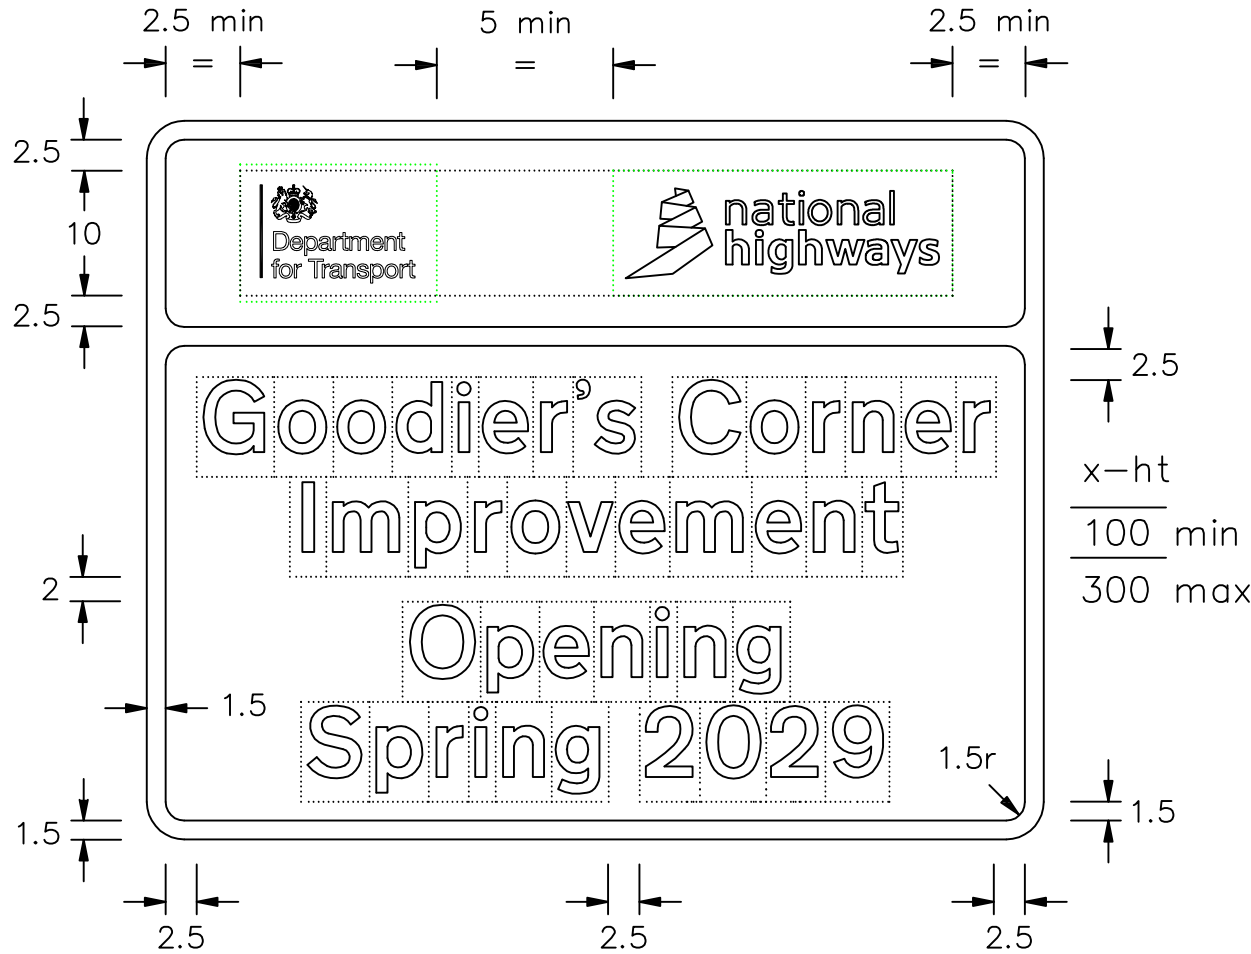 2.5 min 5 min 2.5 min
= = =
2.5
10
2.5
Department
for Transport
national
highways
2.5
Goodier's Corner
Improvement
x-ht
100 min
300 max
2
Opening
Spring 2029
1.5
1.5r
1.5
1.5
2.5 2.5 2.5